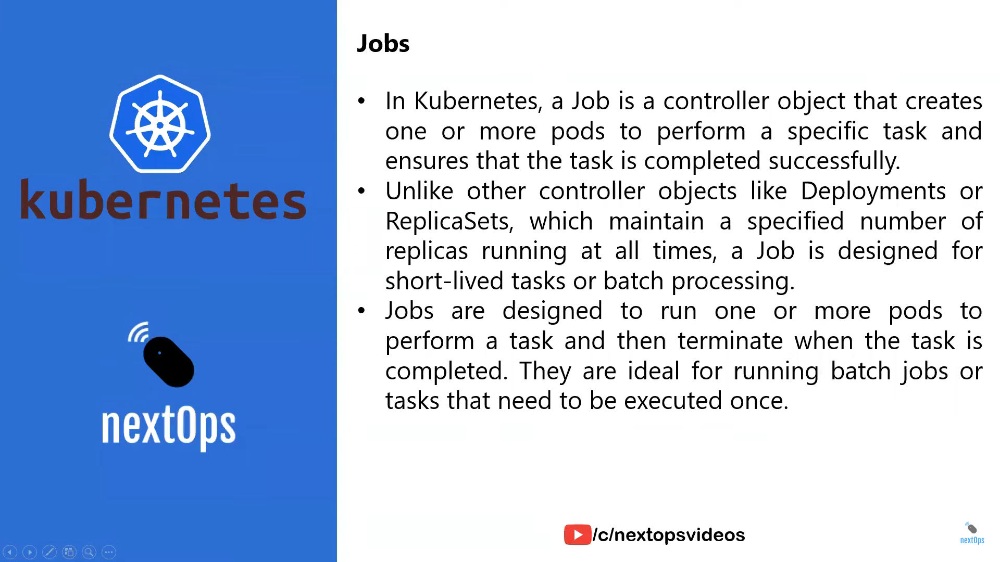 Jobs
• In Kubernetes, a Job is a controller object that creates
one or more pods to perform a specific task and
ensures that the task is completed successfully.
• Unlike other controller objects like Deployments or
ReplicaSets, which maintain a specified number of
replicas running at all times, a Job is designed for
short-lived tasks or batch processing.
• Jobs are designed to run one or more pods to
perform a task and then terminate when the task is
completed. They are ideal for running batch jobs or
tasks that need to be executed once.
kubernetes
nextOps
/c/nextopsvideos
nextOps